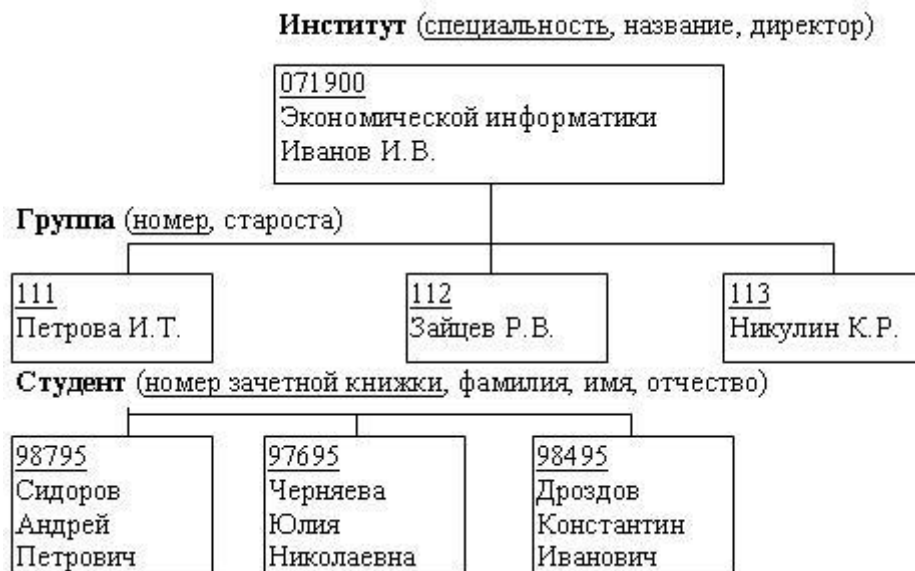 Институт (специальность, название, директор)
071900
Экономической информатики
Иванов И.В.
Группа (номер, староста)
111
Петрова И.Т.
112
Зайцев Р.В.
113
Никулин К.Р.
Студент (номер зачетной книжки, фамилия, имя, отчество)
98795
Сидоров
Андрей
Петрович
97695
Черняева
Юлия
Николаевна
98495
Дроздов
Константин
Иванович